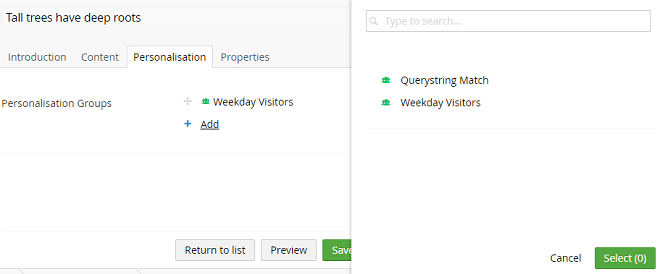 Tall trees have deep roots
Introduction Content Personalisation Properties
Personalisation Groups
Weekday Visitors
Add
Return to list Preview Save
Type to search...
Querystring Match
Weekday Visitors
Cancel Select (0)